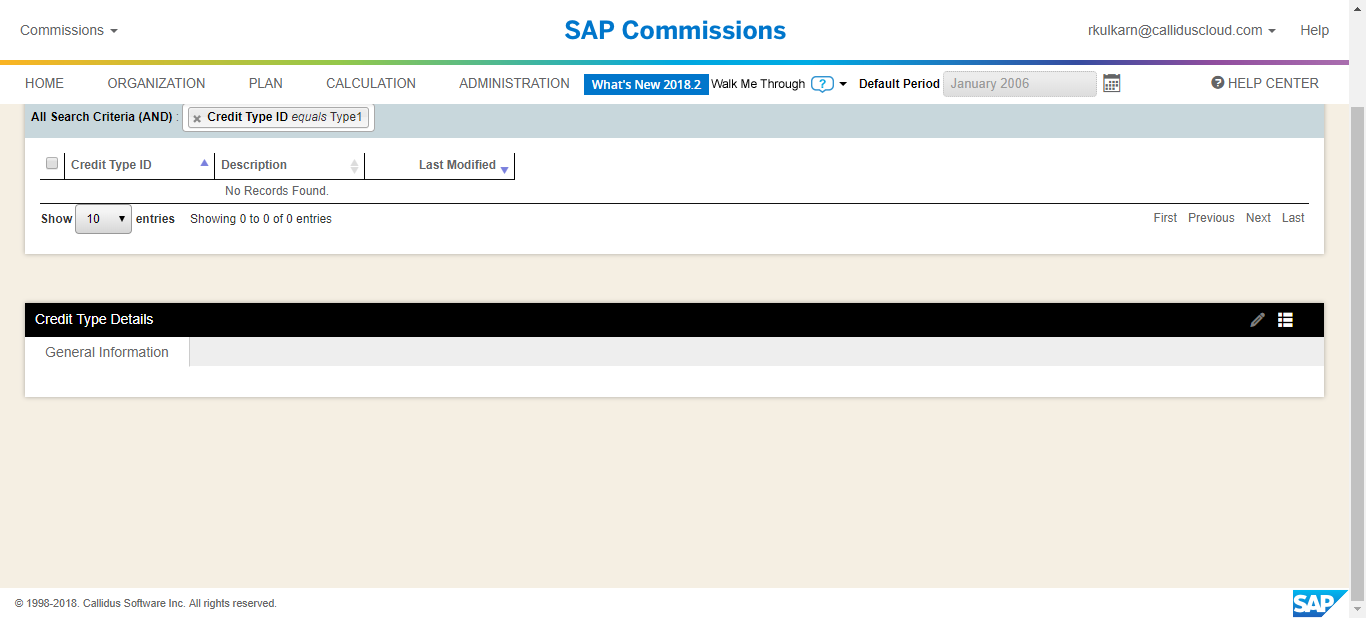 Commissions
SAP Commissions
rkulkarn@calliduscloud.com
Help
HOME ORGANIZATION PLAN CALCULATION ADMINISTRATION What's New 2018.2 Walk Me Through ? Default Period January 2006 ? HELP CENTER
All Search Criteria (AND) : × Credit Type ID equals Type1
Credit Type ID Description Last Modified
No Records Found.
Show 10 entries Showing 0 to 0 of 0 entries First Previous Next Last
Credit Type Details
General Information
© 1998-2018. Callidus Software Inc. All rights reserved.
SAP